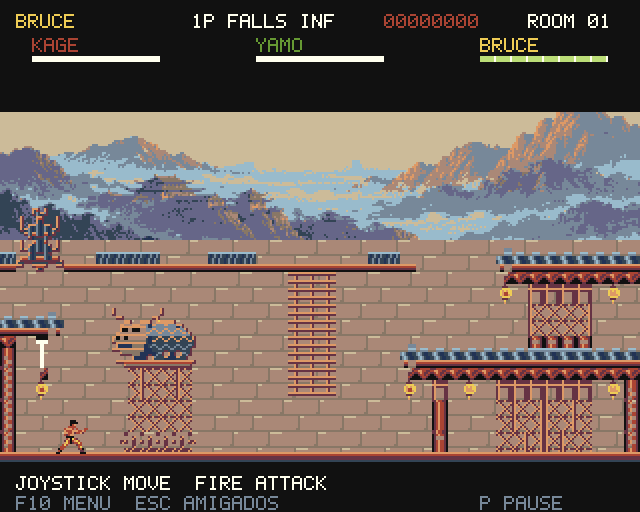 BRUCE 1P FALLS INF 00000000 ROOM 01
KAGE YAMO BRUCE
JOYSTICK MOVE FIRE ATTACK
F10 MENU ESC AMIGADOS P PAUSE